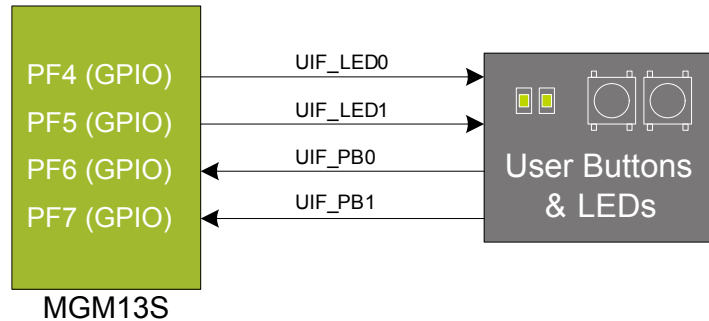 PF4 (GPIO)
PF5 (GPIO)
PF6 (GPIO)
PF7 (GPIO)
MGM13S
UIF_LED0
UIF_LED1
UIF_PB0
UIF_PB1
User Buttons
& LEDs